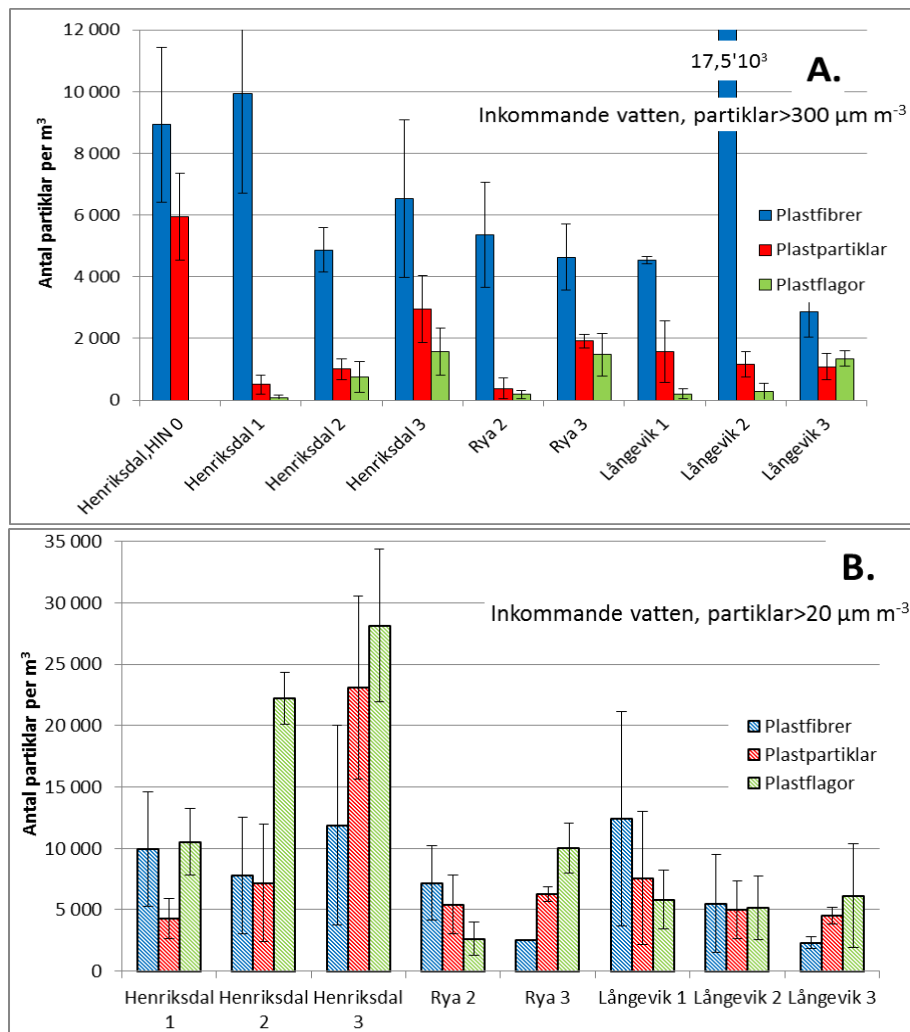 17,5'10³
A.
Inkommande vatten, partiklar>300 µm m⁻³
Antal partiklar per m³
12 000
10 000
8 000
6 000
4 000
2 000
0
Plastfibrer
Plastpartiklar
Plastflagor
Henriksdal,HIN 0
Henriksdal 1
Henriksdal 2
Henriksdal 3
Rya 2
Rya 3
Långevik 1
Långevik 2
Långevik 3
B.
Inkommande vatten, partiklar>20 µm m⁻³
Antal partiklar per m³
35 000
30 000
25 000
20 000
15 000
10 000
5 000
0
Plastfibrer
Plastpartiklar
Plastflagor
Henriksdal
1
Henriksdal
2
Henriksdal
3
Rya 2
Rya 3
Långevik 1
Långevik 2
Långevik 3